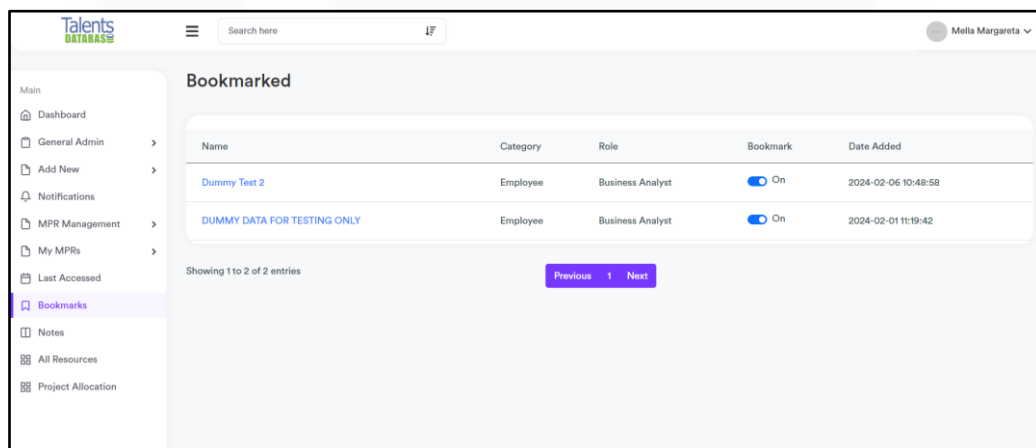 Talents
DATABASE
Search here
Mella Margareta
Main
Dashboard
General Admin
Add New
Notifications
MPR Management
My MPRs
Last Accessed
Bookmarks
Notes
All Resources
Project Allocation
Bookmarked
Name Category Role Bookmark Date Added
Dummy Test 2 Employee Business Analyst On 2024-02-06 10:48:58
DUMMY DATA FOR TESTING ONLY Employee Business Analyst On 2024-02-01 11:19:42
Showing 1 to 2 of 2 entries
Previous 1 Next